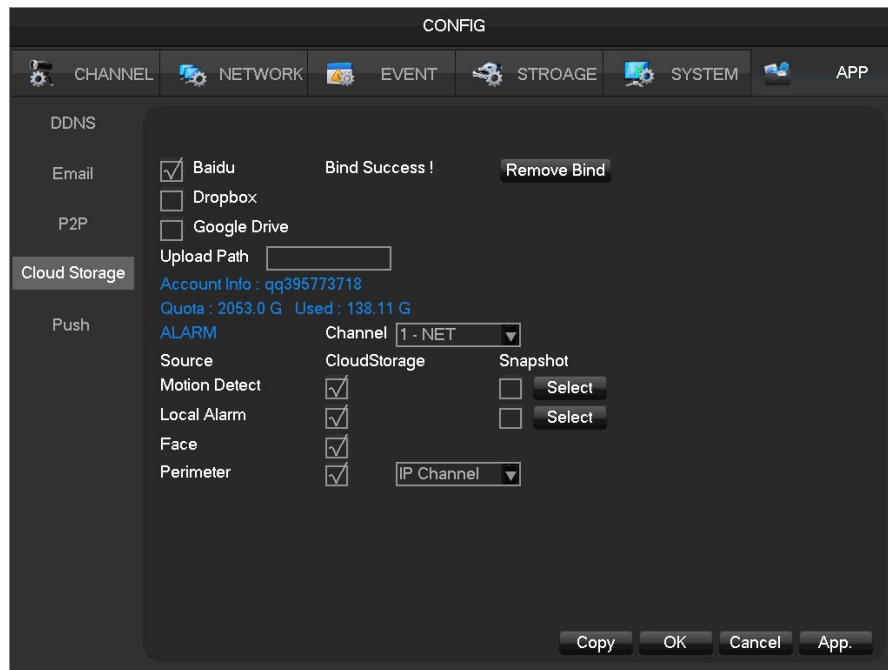 CONFIG
CHANNEL NETWORK EVENT STROAGE SYSTEM APP
DDNS
Email
P2P
Cloud Storage
Push
Baidu Bind Success ! Remove Bind
Dropbox
Google Drive
Upload Path
Account Info : qq395773718
Quota : 2053.0 G Used : 138.11 G
ALARM Channel 1 - NET
Source CloudStorage Snapshot
Motion Detect Select
Local Alarm Select
Face
Perimeter IP Channel
Copy OK Cancel App.